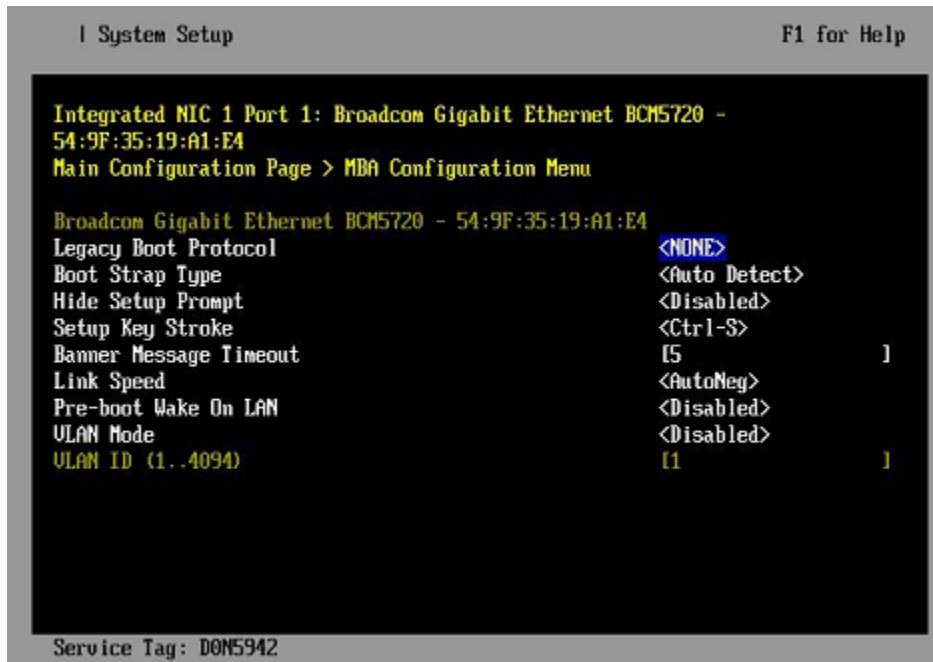 | System Setup F1 for Help
Integrated NIC 1 Port 1: Broadcom Gigabit Ethernet BCM5720 -
54:9F:35:19:A1:E4
Main Configuration Page > MBA Configuration Menu
Broadcom Gigabit Ethernet BCM5720 - 54:9F:35:19:A1:E4
Legacy Boot Protocol <NONE>
Boot Strap Type <Auto Detect>
Hide Setup Prompt <Disabled>
Setup Key Stroke <Ctrl-S>
Banner Message Timeout [5 ]
Link Speed <AutoNeg>
Pre-boot Wake On LAN <Disabled>
VLAN Mode <Disabled>
VLAN ID (1..4094) [1 ]
Service Tag: D0N5942